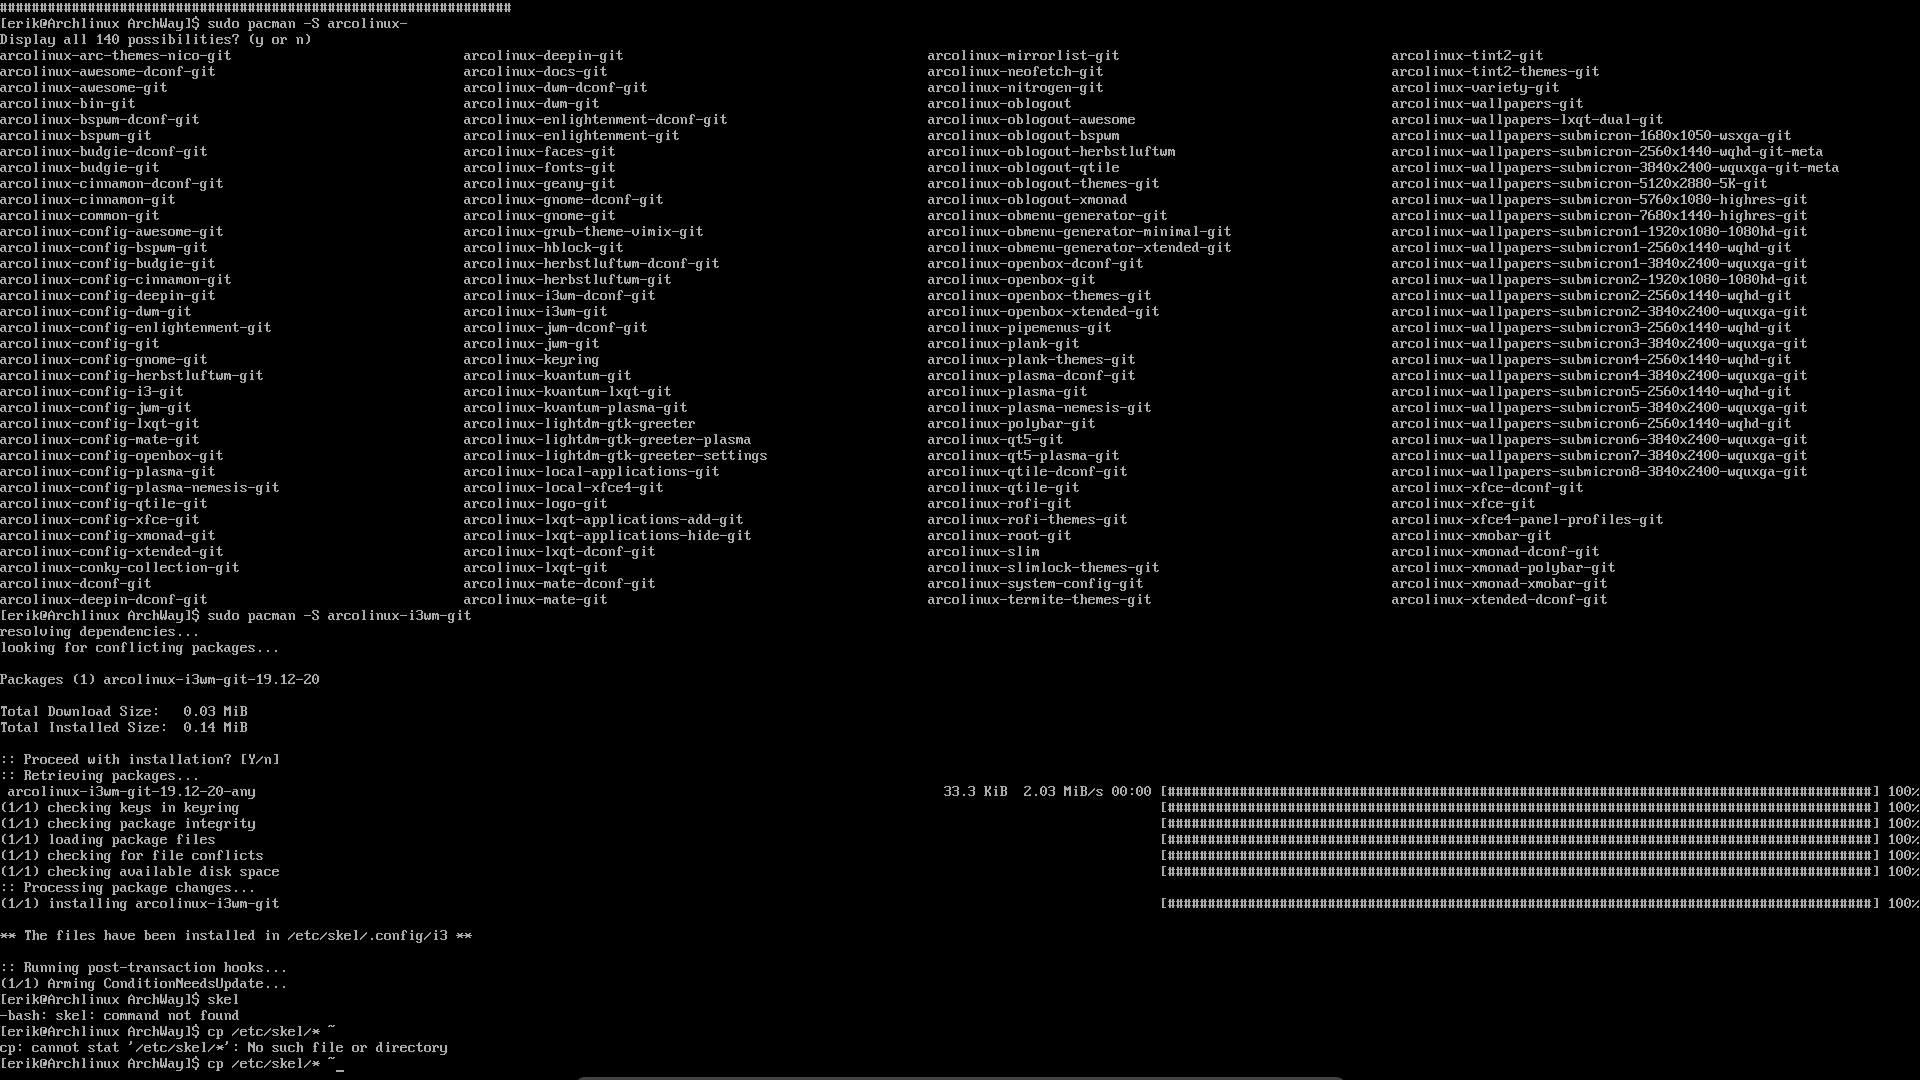 ################################################################
[erik@Archlinux ArchWay]$ sudo pacman -S arcolinux-
Display all 140 possibilities? (y or n)
arcolinux-arc-themes-nico-git arcolinux-deepin-git arcolinux-mirrorlist-git arcolinux-tint2-git
arcolinux-awesome-dconf-git arcolinux-docs-git arcolinux-neofetch-git arcolinux-tint2-themes-git
arcolinux-awesome-git arcolinux-dwm-dconf-git arcolinux-nitrogen-git arcolinux-variety-git
arcolinux-bin-git arcolinux-dwm-git arcolinux-oblogout arcolinux-wallpapers-git
arcolinux-bspwm-dconf-git arcolinux-enlightenment-dconf-git arcolinux-oblogout-awesome arcolinux-wallpapers-lxqt-dual-git
arcolinux-bspwm-git arcolinux-enlightenment-git arcolinux-oblogout-bspwm arcolinux-wallpapers-submicron-1680x1050-wsxga-git
arcolinux-budgie-dconf-git arcolinux-faces-git arcolinux-oblogout-herbstluftwm arcolinux-wallpapers-submicron-2560x1440-wqhd-git-meta
arcolinux-budgie-git arcolinux-fonts-git arcolinux-oblogout-qtile arcolinux-wallpapers-submicron-3840x2400-wquxga-git-meta
arcolinux-cinnamon-dconf-git arcolinux-geany-git arcolinux-oblogout-themes-git arcolinux-wallpapers-submicron-5120x2880-5K-git
arcolinux-cinnamon-git arcolinux-gnome-dconf-git arcolinux-oblogout-xmonad arcolinux-wallpapers-submicron-5760x1080-highres-git
arcolinux-common-git arcolinux-gnome-git arcolinux-obmenu-generator-git arcolinux-wallpapers-submicron-7680x1440-highres-git
arcolinux-config-awesome-git arcolinux-grub-theme-vimix-git arcolinux-obmenu-generator-minimal-git arcolinux-wallpapers-submicron1-1920x1080-1080hd-git
arcolinux-config-bspwm-git arcolinux-hblock-git arcolinux-obmenu-generator-xtended-git arcolinux-wallpapers-submicron1-2560x1440-wqhd-git
arcolinux-config-budgie-git arcolinux-herbstluftwm-dconf-git arcolinux-openbox-dconf-git arcolinux-wallpapers-submicron1-3840x2400-wquxga-git
arcolinux-config-cinnamon-git arcolinux-herbstluftwm-git arcolinux-openbox-git arcolinux-wallpapers-submicron2-1920x1080-1080hd-git
arcolinux-config-deepin-git arcolinux-i3wm-dconf-git arcolinux-openbox-themes-git arcolinux-wallpapers-submicron2-2560x1440-wqhd-git
arcolinux-config-dwm-git arcolinux-i3wm-git arcolinux-openbox-xtended-git arcolinux-wallpapers-submicron2-3840x2400-wquxga-git
arcolinux-config-enlightenment-git arcolinux-jwm-dconf-git arcolinux-pipemenus-git arcolinux-wallpapers-submicron3-2560x1440-wqhd-git
arcolinux-config-git arcolinux-jwm-git arcolinux-plank-git arcolinux-wallpapers-submicron3-3840x2400-wquxga-git
arcolinux-config-gnome-git arcolinux-keyring arcolinux-plank-themes-git arcolinux-wallpapers-submicron4-2560x1440-wqhd-git
arcolinux-config-herbstluftwm-git arcolinux-kvantum-git arcolinux-plasma-dconf-git arcolinux-wallpapers-submicron4-3840x2400-wquxga-git
arcolinux-config-i3-git arcolinux-kvantum-lxqt-git arcolinux-plasma-git arcolinux-wallpapers-submicron5-2560x1440-wqhd-git
arcolinux-config-jwm-git arcolinux-kvantum-plasma-git arcolinux-plasma-nemesis-git arcolinux-wallpapers-submicron5-3840x2400-wquxga-git
arcolinux-config-lxqt-git arcolinux-lightdm-gtk-greeter arcolinux-polybar-git arcolinux-wallpapers-submicron6-2560x1440-wqhd-git
arcolinux-config-mate-git arcolinux-lightdm-gtk-greeter-plasma arcolinux-qt5-git arcolinux-wallpapers-submicron6-3840x2400-wquxga-git
arcolinux-config-openbox-git arcolinux-lightdm-gtk-greeter-settings arcolinux-qt5-plasma-git arcolinux-wallpapers-submicron7-3840x2400-wquxga-git
arcolinux-config-plasma-git arcolinux-local-applications-git arcolinux-qtile-dconf-git arcolinux-wallpapers-submicron8-3840x2400-wquxga-git
arcolinux-config-plasma-nemesis-git arcolinux-local-xfce4-git arcolinux-qtile-git arcolinux-xfce-dconf-git
arcolinux-config-qtile-git arcolinux-logo-git arcolinux-rofi-git arcolinux-xfce-git
arcolinux-config-xfce-git arcolinux-lxqt-applications-add-git arcolinux-rofi-themes-git arcolinux-xfce4-panel-profiles-git
arcolinux-config-xmonad-git arcolinux-lxqt-applications-hide-git arcolinux-root-git arcolinux-xmobar-git
arcolinux-config-xtended-git arcolinux-lxqt-dconf-git arcolinux-slim arcolinux-xmonad-dconf-git
arcolinux-conky-collection-git arcolinux-lxqt-git arcolinux-slimlock-themes-git arcolinux-xmonad-polybar-git
arcolinux-dconf-git arcolinux-mate-dconf-git arcolinux-system-config-git arcolinux-xmonad-xmobar-git
arcolinux-deepin-dconf-git arcolinux-mate-git arcolinux-termite-themes-git arcolinux-xtended-dconf-git
[erik@Archlinux ArchWay]$ sudo pacman -S arcolinux-i3wm-git
resolving dependencies...
looking for conflicting packages...
Packages (1) arcolinux-i3wm-git-19.12-20
Total Download Size: 0.03 MiB
Total Installed Size: 0.14 MiB
:: Proceed with installation? [Y/n]
:: Retrieving packages...
arcolinux-i3wm-git-19.12-20-any 33.3 KiB 2.03 MiB/s 00:00 [########################################################################################] 100%
(1/1) checking keys in keyring [########################################################################################] 100%
(1/1) checking package integrity [########################################################################################] 100%
(1/1) loading package files [########################################################################################] 100%
(1/1) checking for file conflicts [########################################################################################] 100%
(1/1) checking available disk space [########################################################################################] 100%
:: Processing package changes...
(1/1) installing arcolinux-i3wm-git [########################################################################################] 100%
** The files have been installed in /etc/skel/.config/i3 **
:: Running post-transaction hooks...
(1/1) Arming ConditionNeedsUpdate...
[erik@Archlinux ArchWay]$ skel
-bash: skel: command not found
[erik@Archlinux ArchWay]$ cp /etc/skel/* ~
cp: cannot stat '/etc/skel/*': No such file or directory
[erik@Archlinux ArchWay]$ cp /etc/skel/* ~_